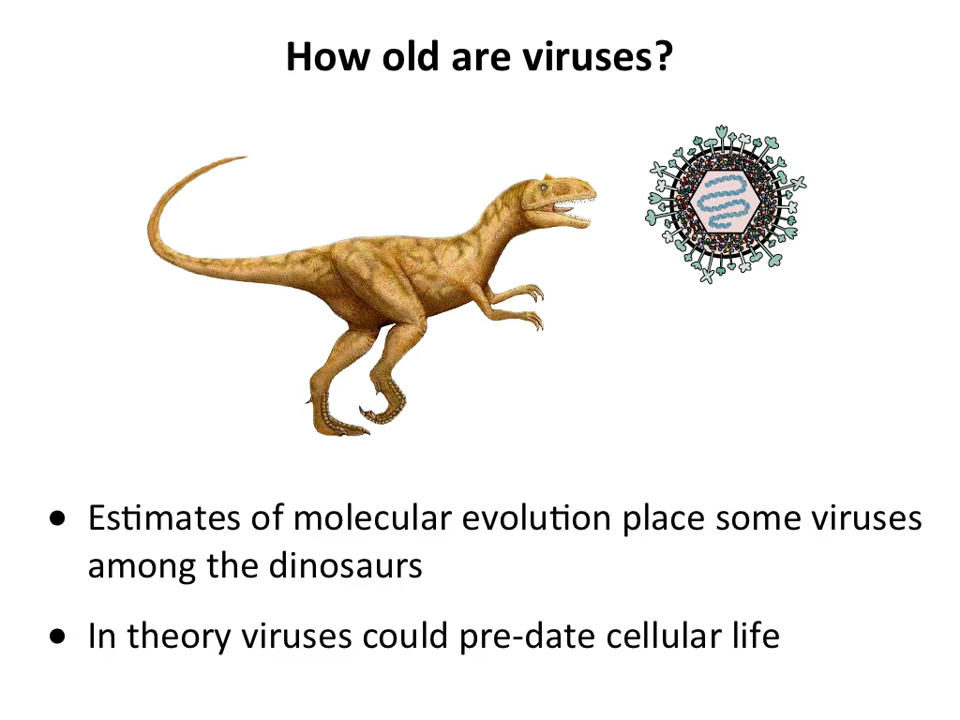 How old are viruses?
• Estimates of molecular evolution place some viruses
among the dinosaurs
• In theory viruses could pre-date cellular life